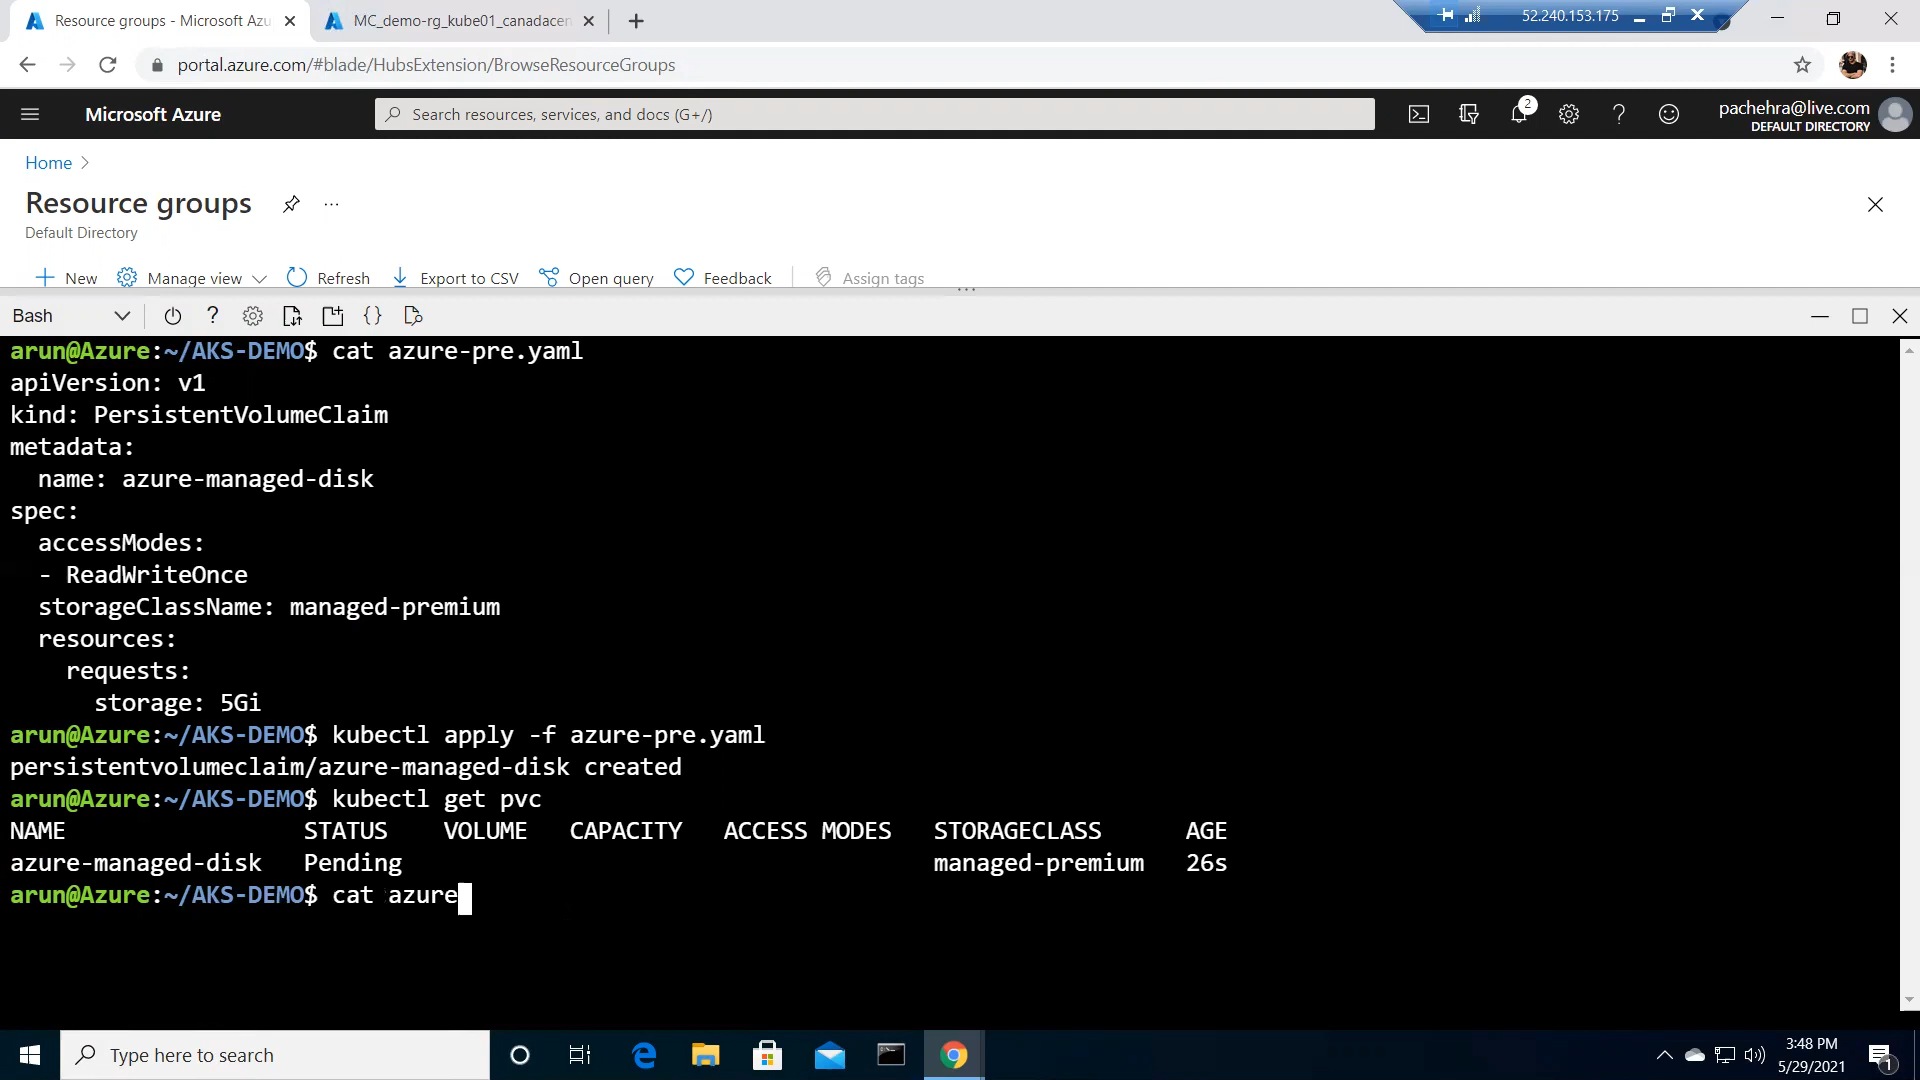 Resource groups - Microsoft Azu
MC_demo-rg_kube01_canadacen
52.240.153.175
portal.azure.com/#blade/HubsExtension/BrowseResourceGroups
Microsoft Azure
Search resources, services, and docs (G+/)
2
pachehra@live.com
DEFAULT DIRECTORY
Home
Resource groups
Default Directory
New
Manage view
Refresh
Export to CSV
Open query
Feedback
Assign tags
Bash
arun@Azure:~/AKS-DEMO$ cat azure-pre.yaml
apiVersion: v1
kind: PersistentVolumeClaim
metadata:
  name: azure-managed-disk
spec:
  accessModes:
  - ReadWriteOnce
  storageClassName: managed-premium
  resources:
    requests:
      storage: 5Gi
arun@Azure:~/AKS-DEMO$ kubectl apply -f azure-pre.yaml
persistentvolumeclaim/azure-managed-disk created
arun@Azure:~/AKS-DEMO$ kubectl get pvc
NAME                 STATUS    VOLUME   CAPACITY   ACCESS MODES   STORAGECLASS      AGE
azure-managed-disk   Pending                                      managed-premium   26s
arun@Azure:~/AKS-DEMO$ cat azure
Type here to search
3:48 PM
5/29/2021
1